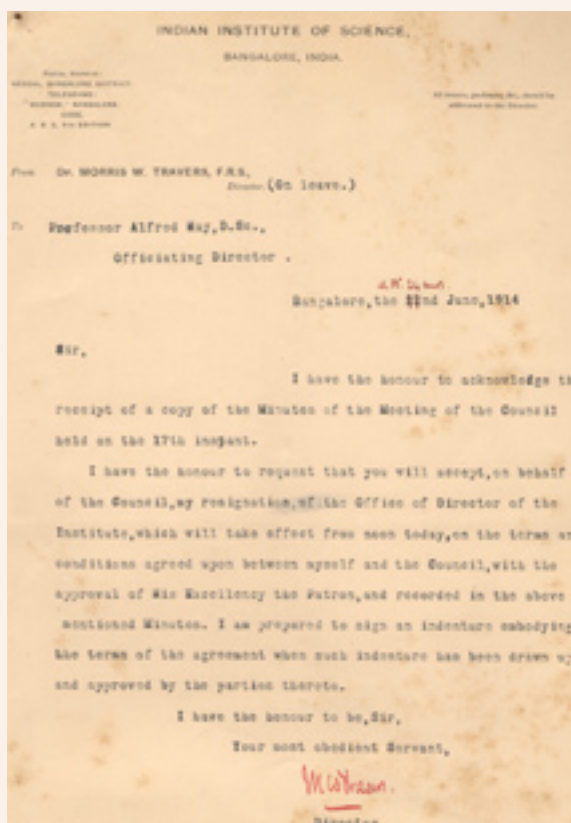 INDIAN INSTITUTE OF SCIENCE,
BANGALORE, INDIA.
From
Dr. MORRIS W. TRAVERS, F.R.S.,
Director. (On leave.)
To
Professor Alfred Hay, D.Sc.,
Officiating Director .
Bangalore, the 22nd June, 1914
Sir,
I have the honour to acknowledge th
receipt of a copy of the Minutes of the Meeting of the Council
held on the 17th instant.
I have the honour to request that you will accept, on behalf
of the Council, my resignation, of the Office of Director of the
Institute, which will take effect from noon today, on the terms an
conditions agreed upon between myself and the Council, with the
approval of His Excellency the Patron, and recorded in the above
mentioned Minutes. I am prepared to sign an indenture embodying
the terms of the agreement when such indenture has been drawn up
and approved by the parties thereto.
I have the honour to be, Sir,
Your most obedient Servant,
M W Travers.
Director